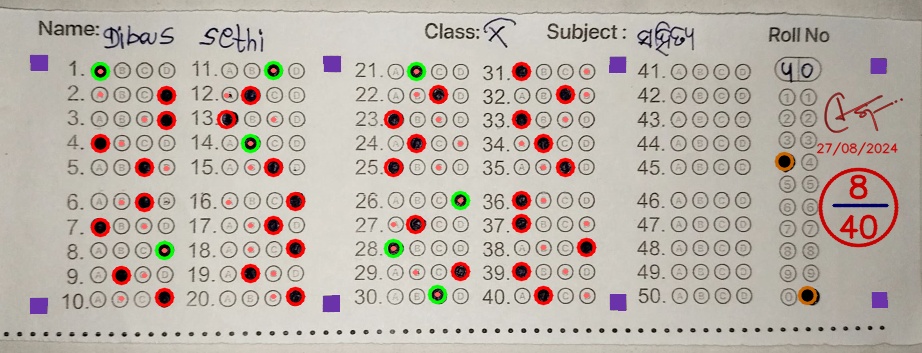 Name: Dibas Sethi Class: X Subject: ସାହିତ୍ୟ Roll No
1. A B C D 11. A B C D 21. A B C D 31. A B C D 41. A B C D 40
2. A B C D 12. A B C D 22. A B C D 32. A B C D 42. A B C D 1 1
3. A B C D 13. A B C D 23. A B C D 33. A B C D 43. A B C D 2 2
4. A B C D 14. A B C D 24. A B C D 34. A B C D 44. A B C D 3 3
27/08/2024
5. A B C D 15. A B C D 25. A B C D 35. A B C D 45. A B C D 4
5 5
6. A B C D 16. A B C D 26. A B C D 36. A B C D 46. A B C D 6 6
7. A B C D 17. A B C D 27. A B C D 37. A B C D 47. A B C D 7 7
8. A B C D 18. A B C D 28. A B C D 38. A B C D 48. A B C D 8 8
9. A B C D 19. A B C D 29. A B C D 39. A B C D 49. A B C D 9 9
10. A B C D 20. A B C D 30. A B C D 40. A B C D 50. A B C D 0
8
40